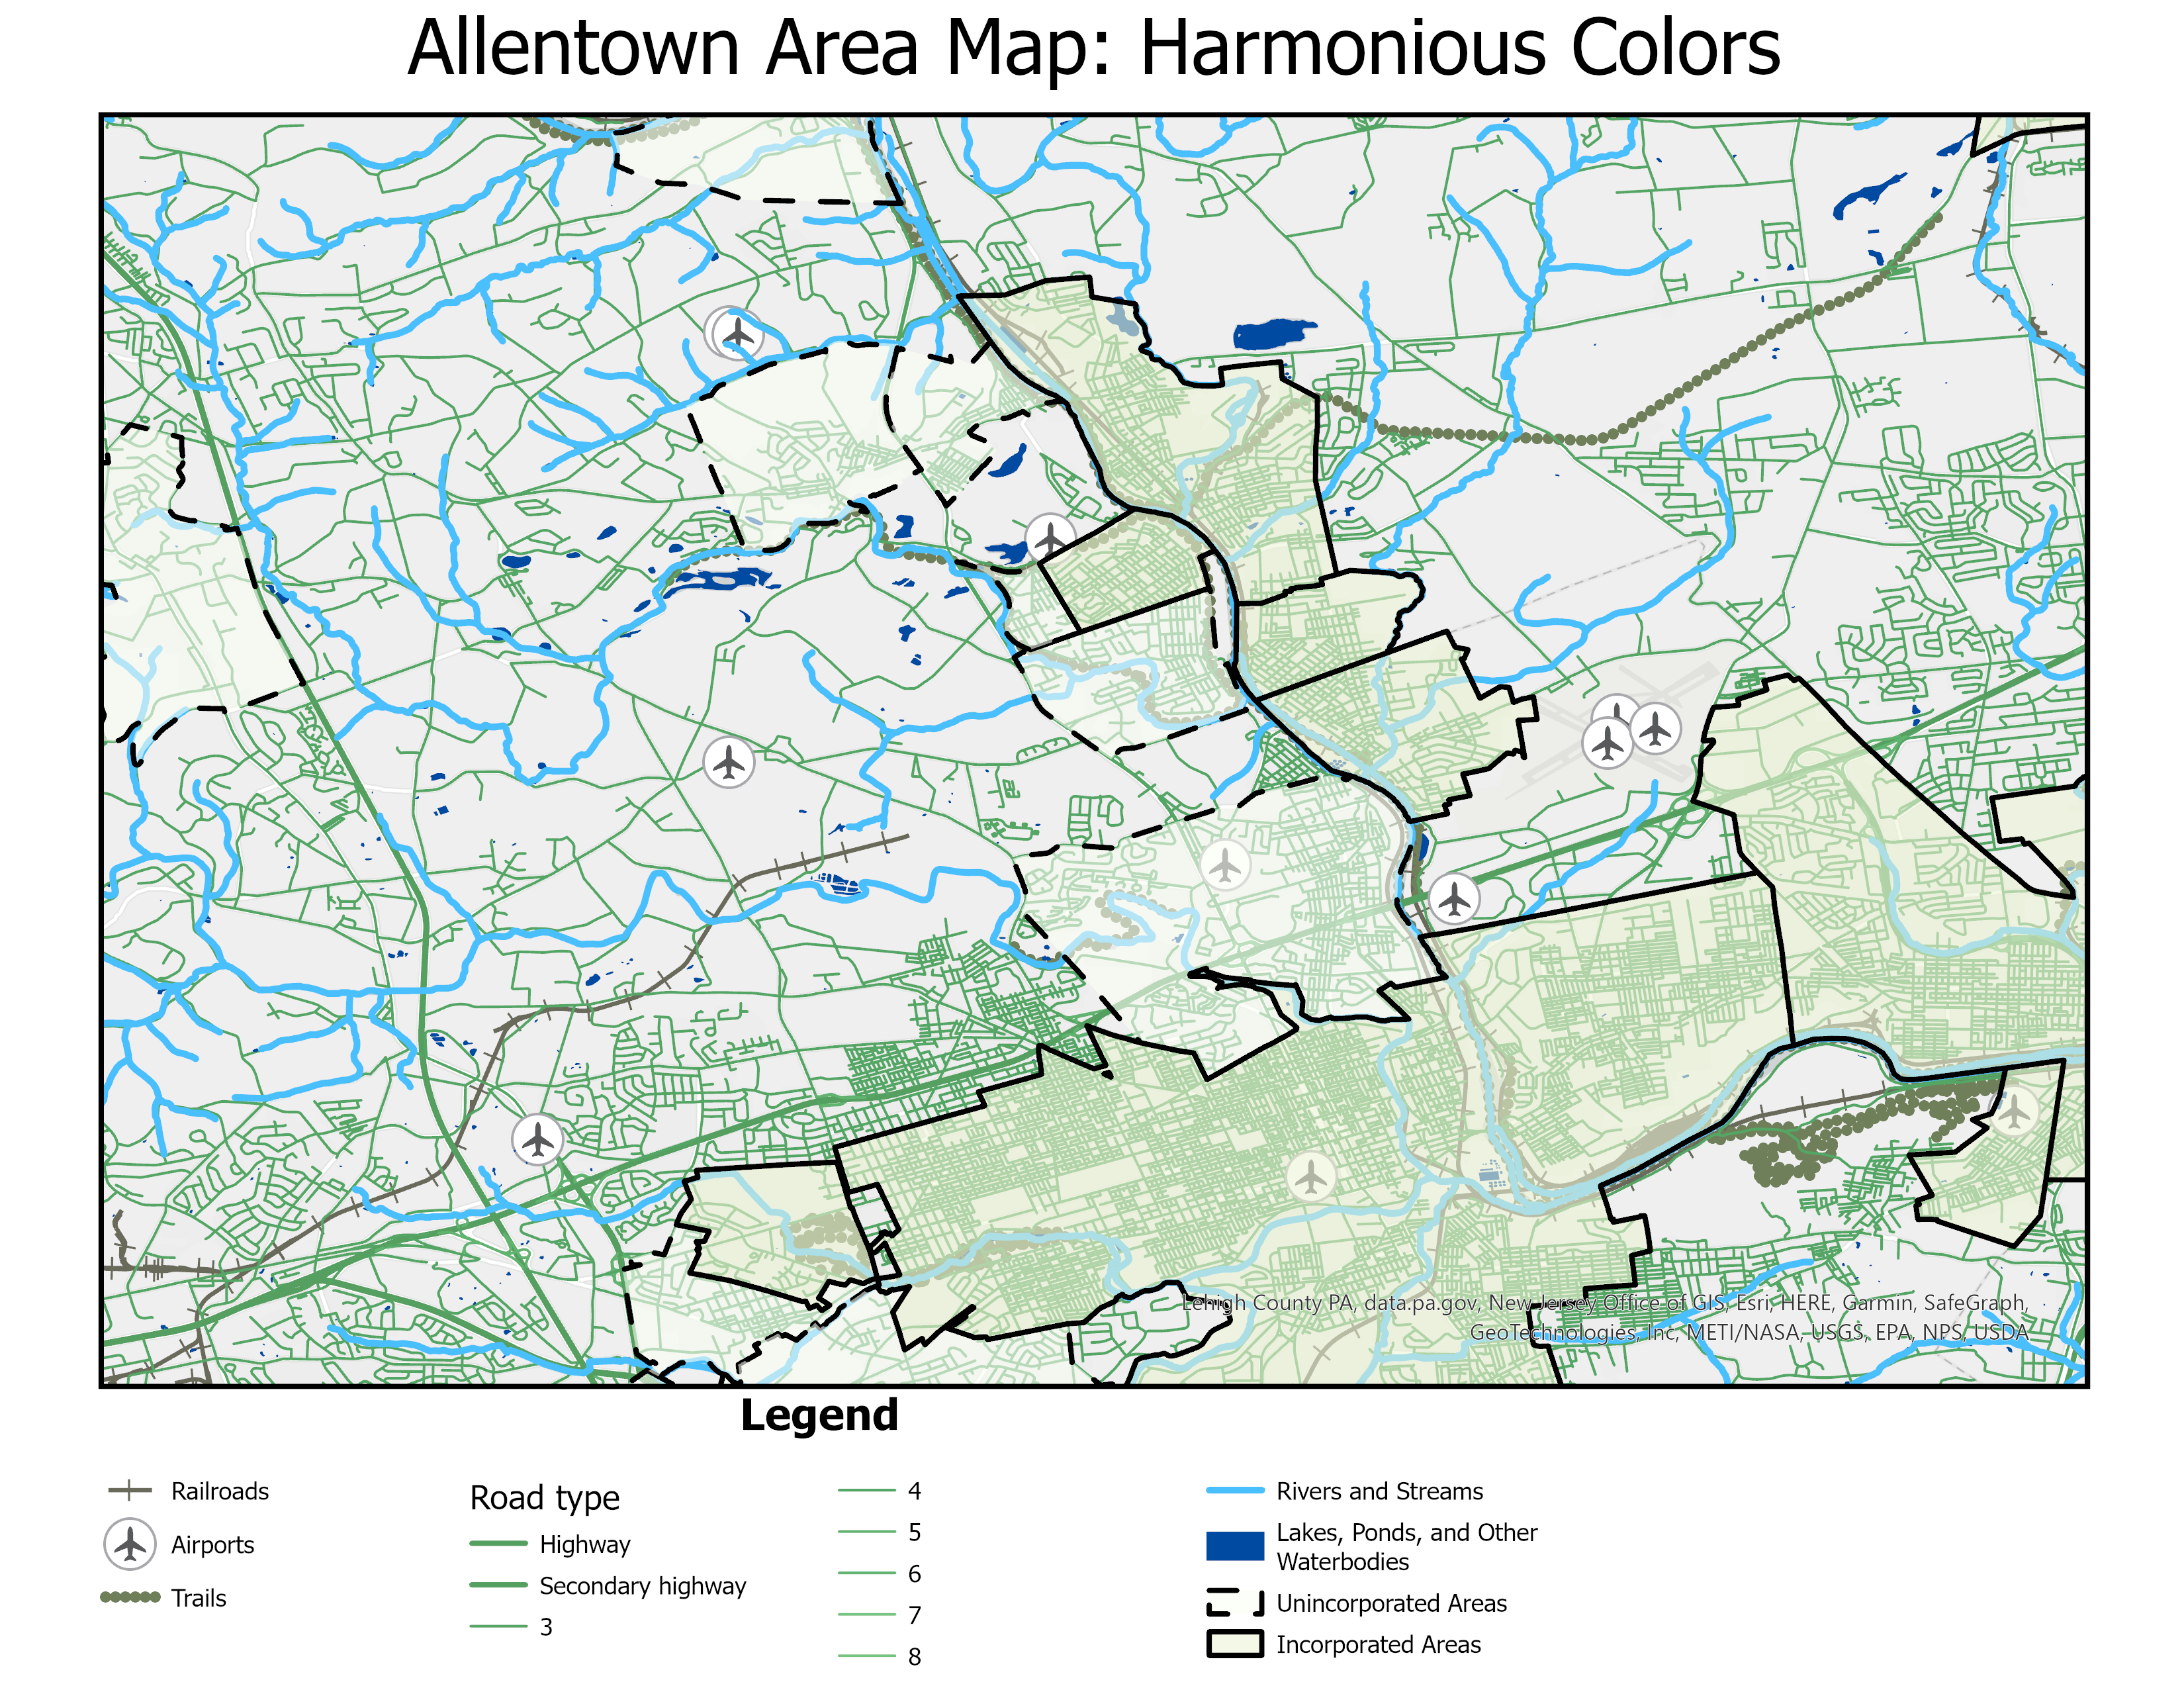 Allentown Area Map: Harmonious Colors
Lehigh County PA, data.pa.gov, New Jersey Office of GIS, Esri, HERE, Garmin, SafeGraph,
GeoTechnologies, Inc, METI/NASA, USGS, EPA, NPS, USDA
Legend
Railroads
Airports
Trails
Road type
Highway
Secondary highway
3
4
5
6
7
8
Rivers and Streams
Lakes, Ponds, and Other
Waterbodies
Unincorporated Areas
Incorporated Areas